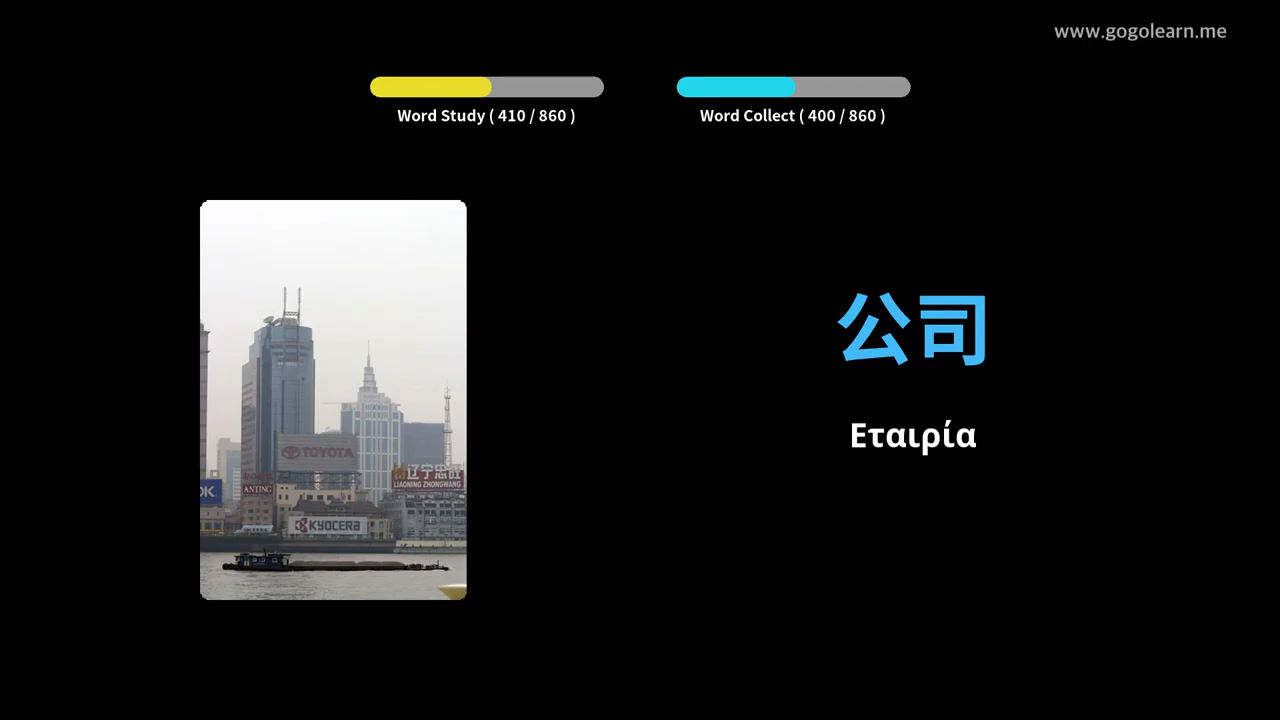 www.gogolearn.me
Word Study ( 410 / 860 )
Word Collect ( 400 / 860 )
公司
Εταιρία
TOYOTA
辽宁忠旺
LIAONING ZHONGWANG
OK
ANTING
KYOCERA